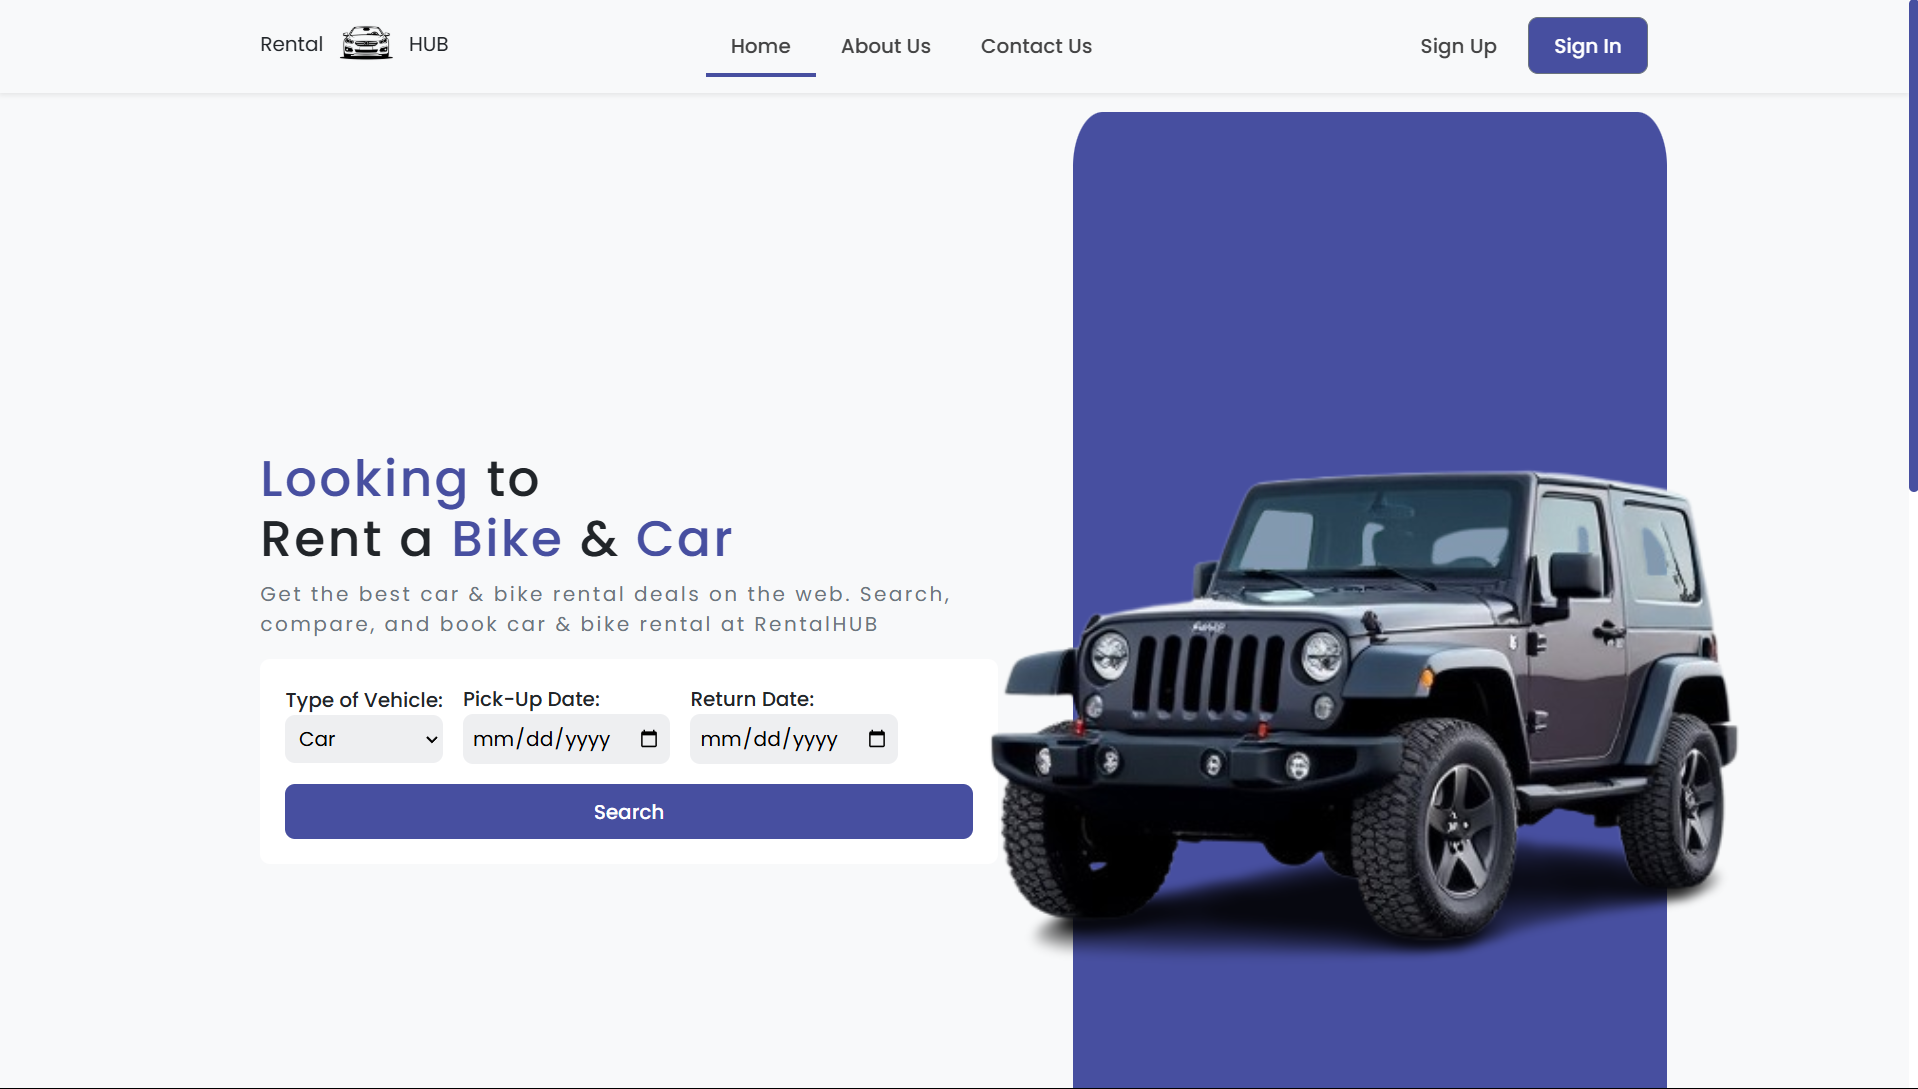 Rental HUB
Home About Us Contact Us
Sign Up Sign In
Looking to
Rent a Bike & Car
Get the best car & bike rental deals on the web. Search,
compare, and book car & bike rental at RentalHUB
Type of Vehicle: Pick-Up Date: Return Date:
Car mm/dd/yyyy mm/dd/yyyy
Search